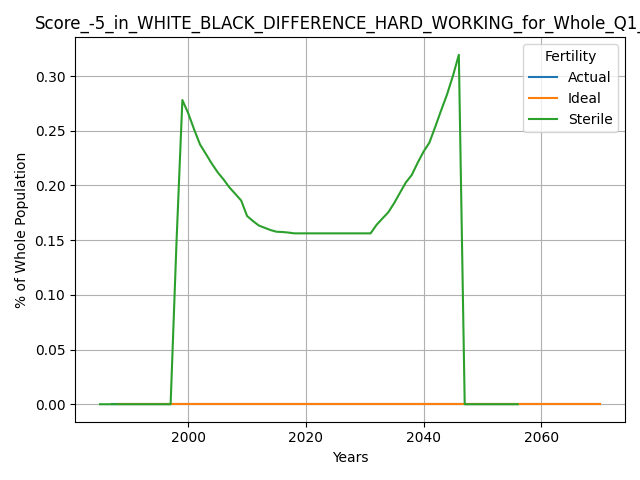 Score_-5_in_WHITE_BLACK_DIFFERENCE_HARD_WORKING_for_Whole_Q1_
Fertility
Actual
Ideal
Sterile
% of Whole Population
0.30
0.25
0.20
0.15
0.10
0.05
0.00
2000 2020 2040 2060
Years